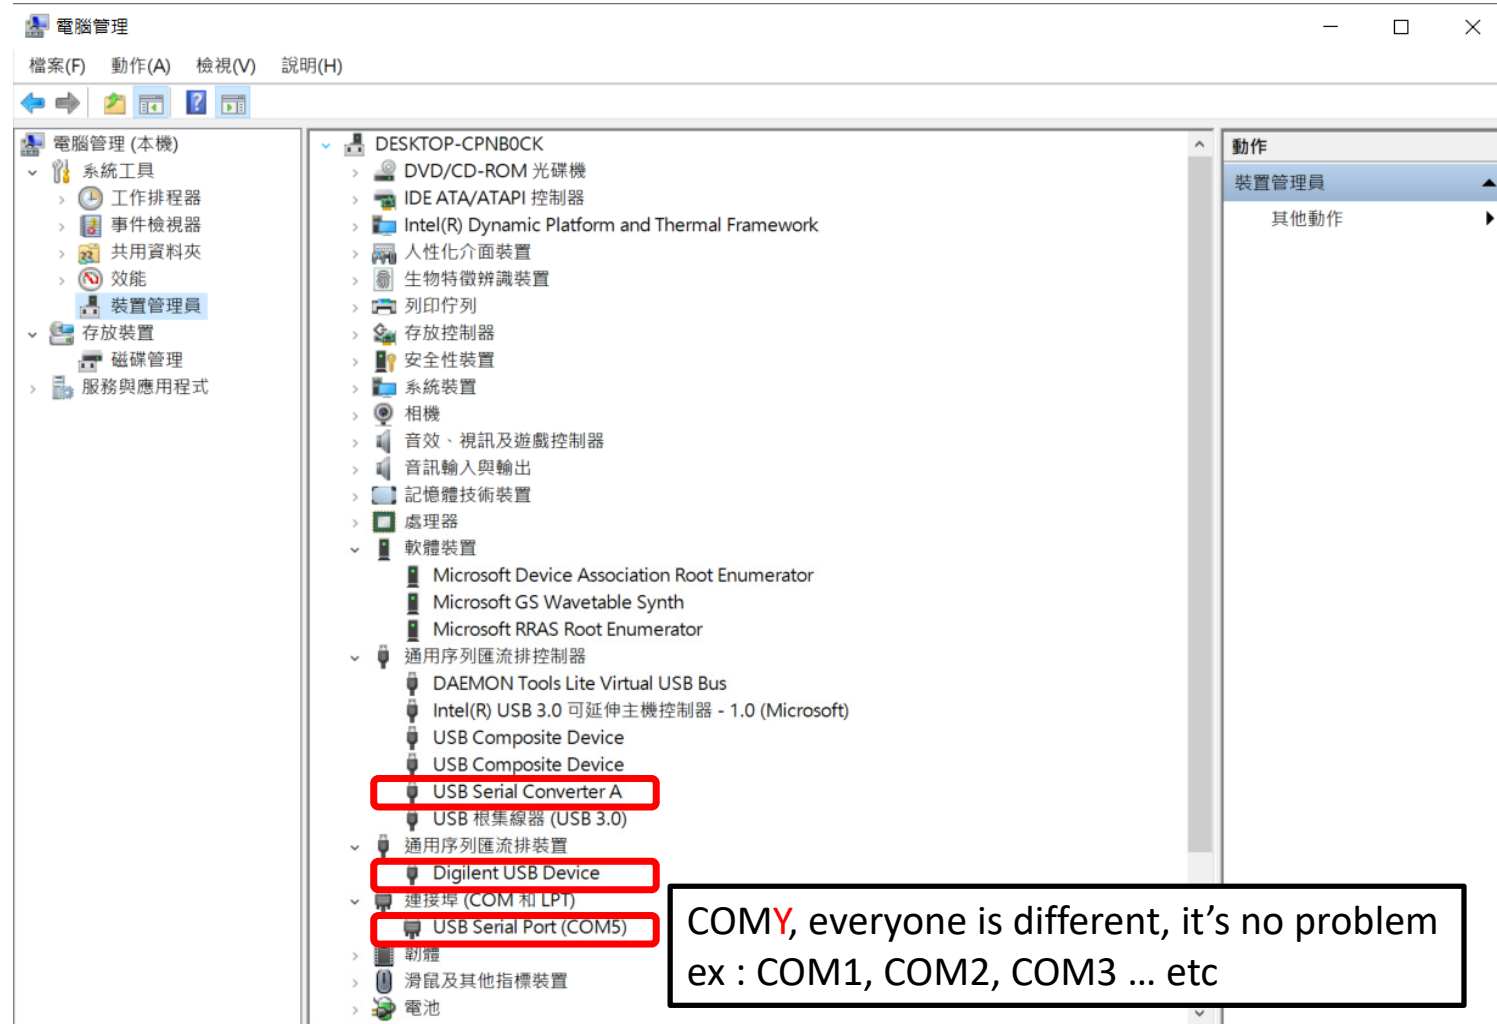 電腦管理
檔案(F) 動作(A) 檢視(V) 說明(H)
電腦管理 (本機)
系統工具
工作排程器
事件檢視器
共用資料夾
效能
裝置管理員
存放裝置
磁碟管理
服務與應用程式
DESKTOP-CPNB0CK
DVD/CD-ROM 光碟機
IDE ATA/ATAPI 控制器
Intel(R) Dynamic Platform and Thermal Framework
人性化介面裝置
生物特徵辨識裝置
列印佇列
存放控制器
安全性裝置
系統裝置
相機
音效、視訊及遊戲控制器
音訊輸入與輸出
記憶體技術裝置
處理器
軟體裝置
Microsoft Device Association Root Enumerator
Microsoft GS Wavetable Synth
Microsoft RRAS Root Enumerator
通用序列匯流排控制器
DAEMON Tools Lite Virtual USB Bus
Intel(R) USB 3.0 可延伸主機控制器 - 1.0 (Microsoft)
USB Composite Device
USB Composite Device
USB Serial Converter A
USB 根集線器 (USB 3.0)
通用序列匯流排裝置
Digilent USB Device
連接埠 (COM 和 LPT)
USB Serial Port (COM5)
韌體
滑鼠及其他指標裝置
電池
動作
裝置管理員
其他動作
COMY, everyone is different, it’s no problem
ex : COM1, COM2, COM3 … etc